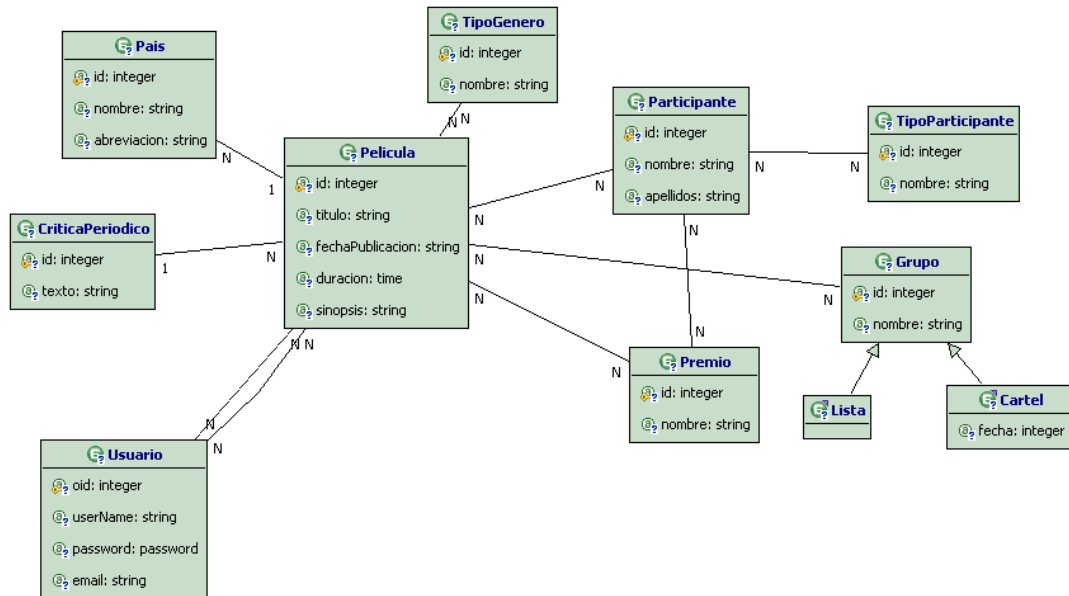 TipoGenero
id: integer
nombre: string
N
N
Pais
id: integer
nombre: string
abreviacion: string
N
1
Participante
id: integer
nombre: string
apellidos: string
N
N
N
TipoParticipante
id: integer
nombre: string
Pelicula
id: integer
titulo: string
fechaPublicacion: string
duracion: time
sinopsis: string
N
N
N
N
N
N
CriticaPeriodico
id: integer
texto: string
1
N
Grupo
id: integer
nombre: string
N
Premio
id: integer
nombre: string
N
N
Lista
Cartel
fecha: integer
Usuario
oid: integer
userName: string
password: password
email: string
N
N